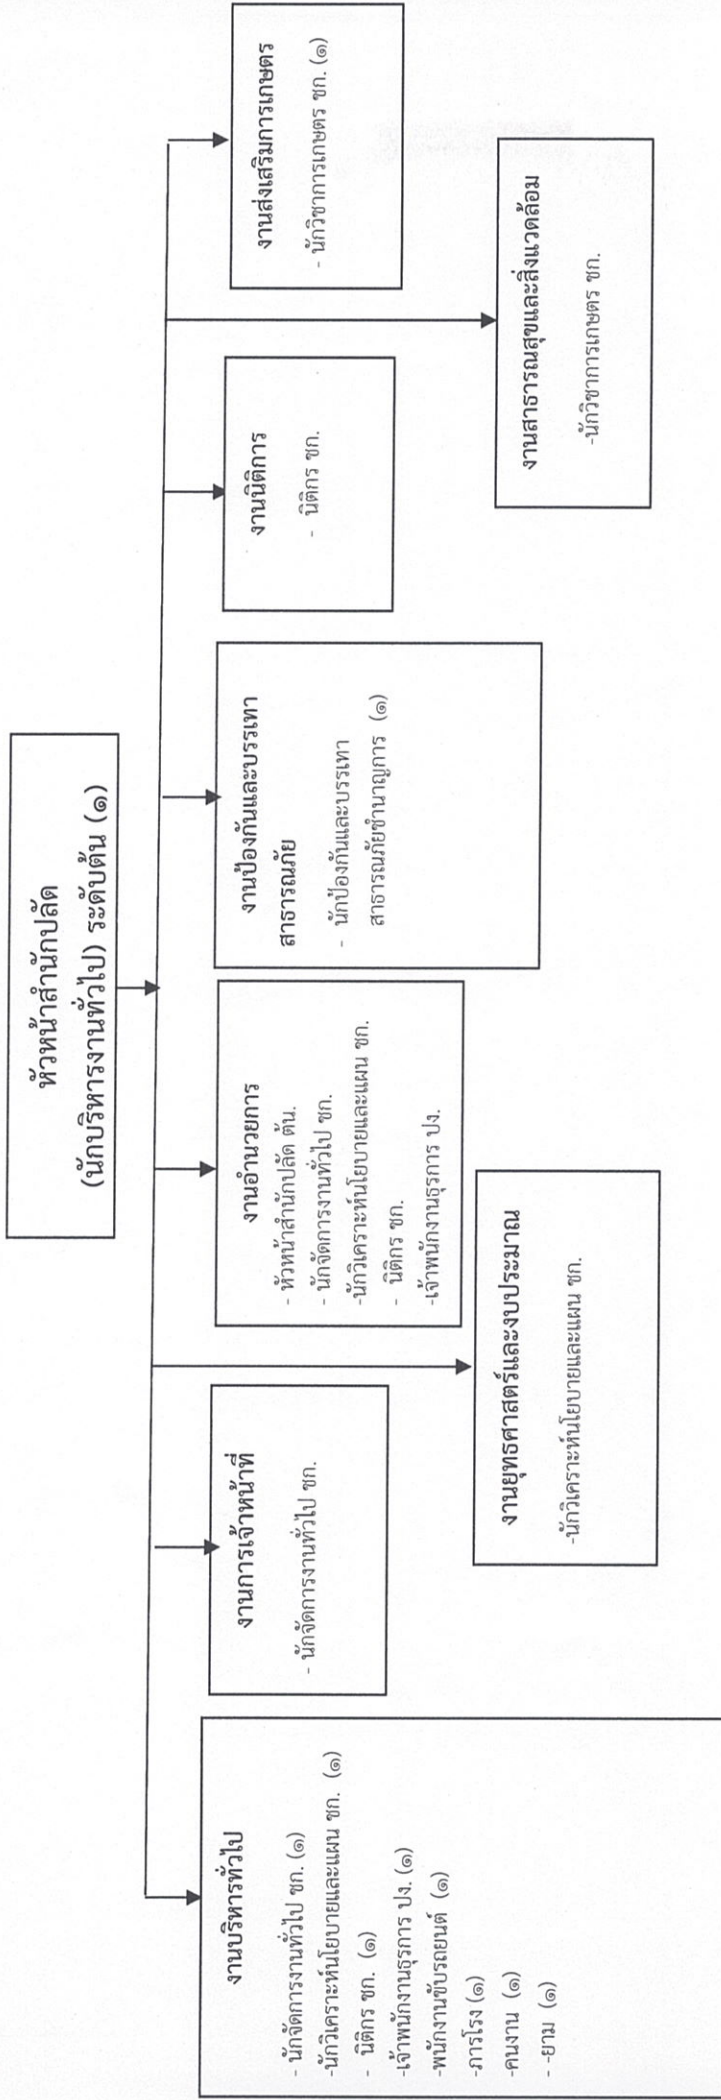 หัวหน้าสำนักปลัด
(นักบริหารงานทั่วไป) ระดับต้น (๑)
งานบริหารทั่วไป
- นักจัดการงานทั่วไป ชก. (๑)
-นักวิเคราะห์นโยบายและแผน ชก. (๑)
- นิติกร ชก. (๑)
-เจ้าพนักงานธุรการ ปง. (๑)
-พนักงานขับรถยนต์ (๑)
-ภารโรง (๑)
-คนงาน (๑)
- -ยาม (๑)
งานการเจ้าหน้าที่
- นักจัดการงานทั่วไป ชก.
งานยุทธศาสตร์และงบประมาณ
-นักวิเคราะห์นโยบายและแผน ชก.
งานอำนวยการ
- หัวหน้าสำนักปลัด ต้น.
- นักจัดการงานทั่วไป ชก.
-นักวิเคราะห์นโยบายและแผน ชก.
- นิติกร ชก.
-เจ้าพนักงานธุรการ ปง.
งานป้องกันและบรรเทา
สาธารณภัย
- นักป้องกันและบรรเทา
สาธารณภัยชำนาญการ (๑)
งานนิติการ
- นิติกร ชก.
งานสาธารณสุขและสิ่งแวดล้อม
-นักวิชาการเกษตร ชก.
งานส่งเสริมการเกษตร
- นักวิชาการเกษตร ชก. (๑)